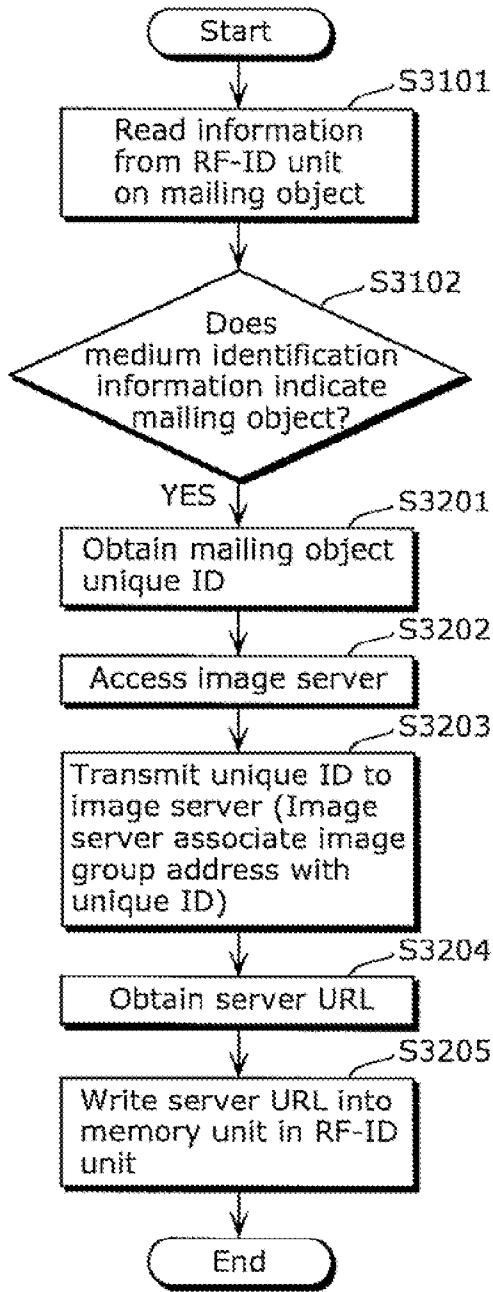 Start
S3101
Read information
from RF-ID unit
on mailing object
S3102
Does
medium identification
information indicate
mailing object?
YES
S3201
Obtain mailing object
unique ID
S3202
Access image server
S3203
Transmit unique ID to
image server (Image
server associate image
group address with
unique ID)
S3204
Obtain server URL
S3205
Write server URL into
memory unit in RF-ID
unit
End